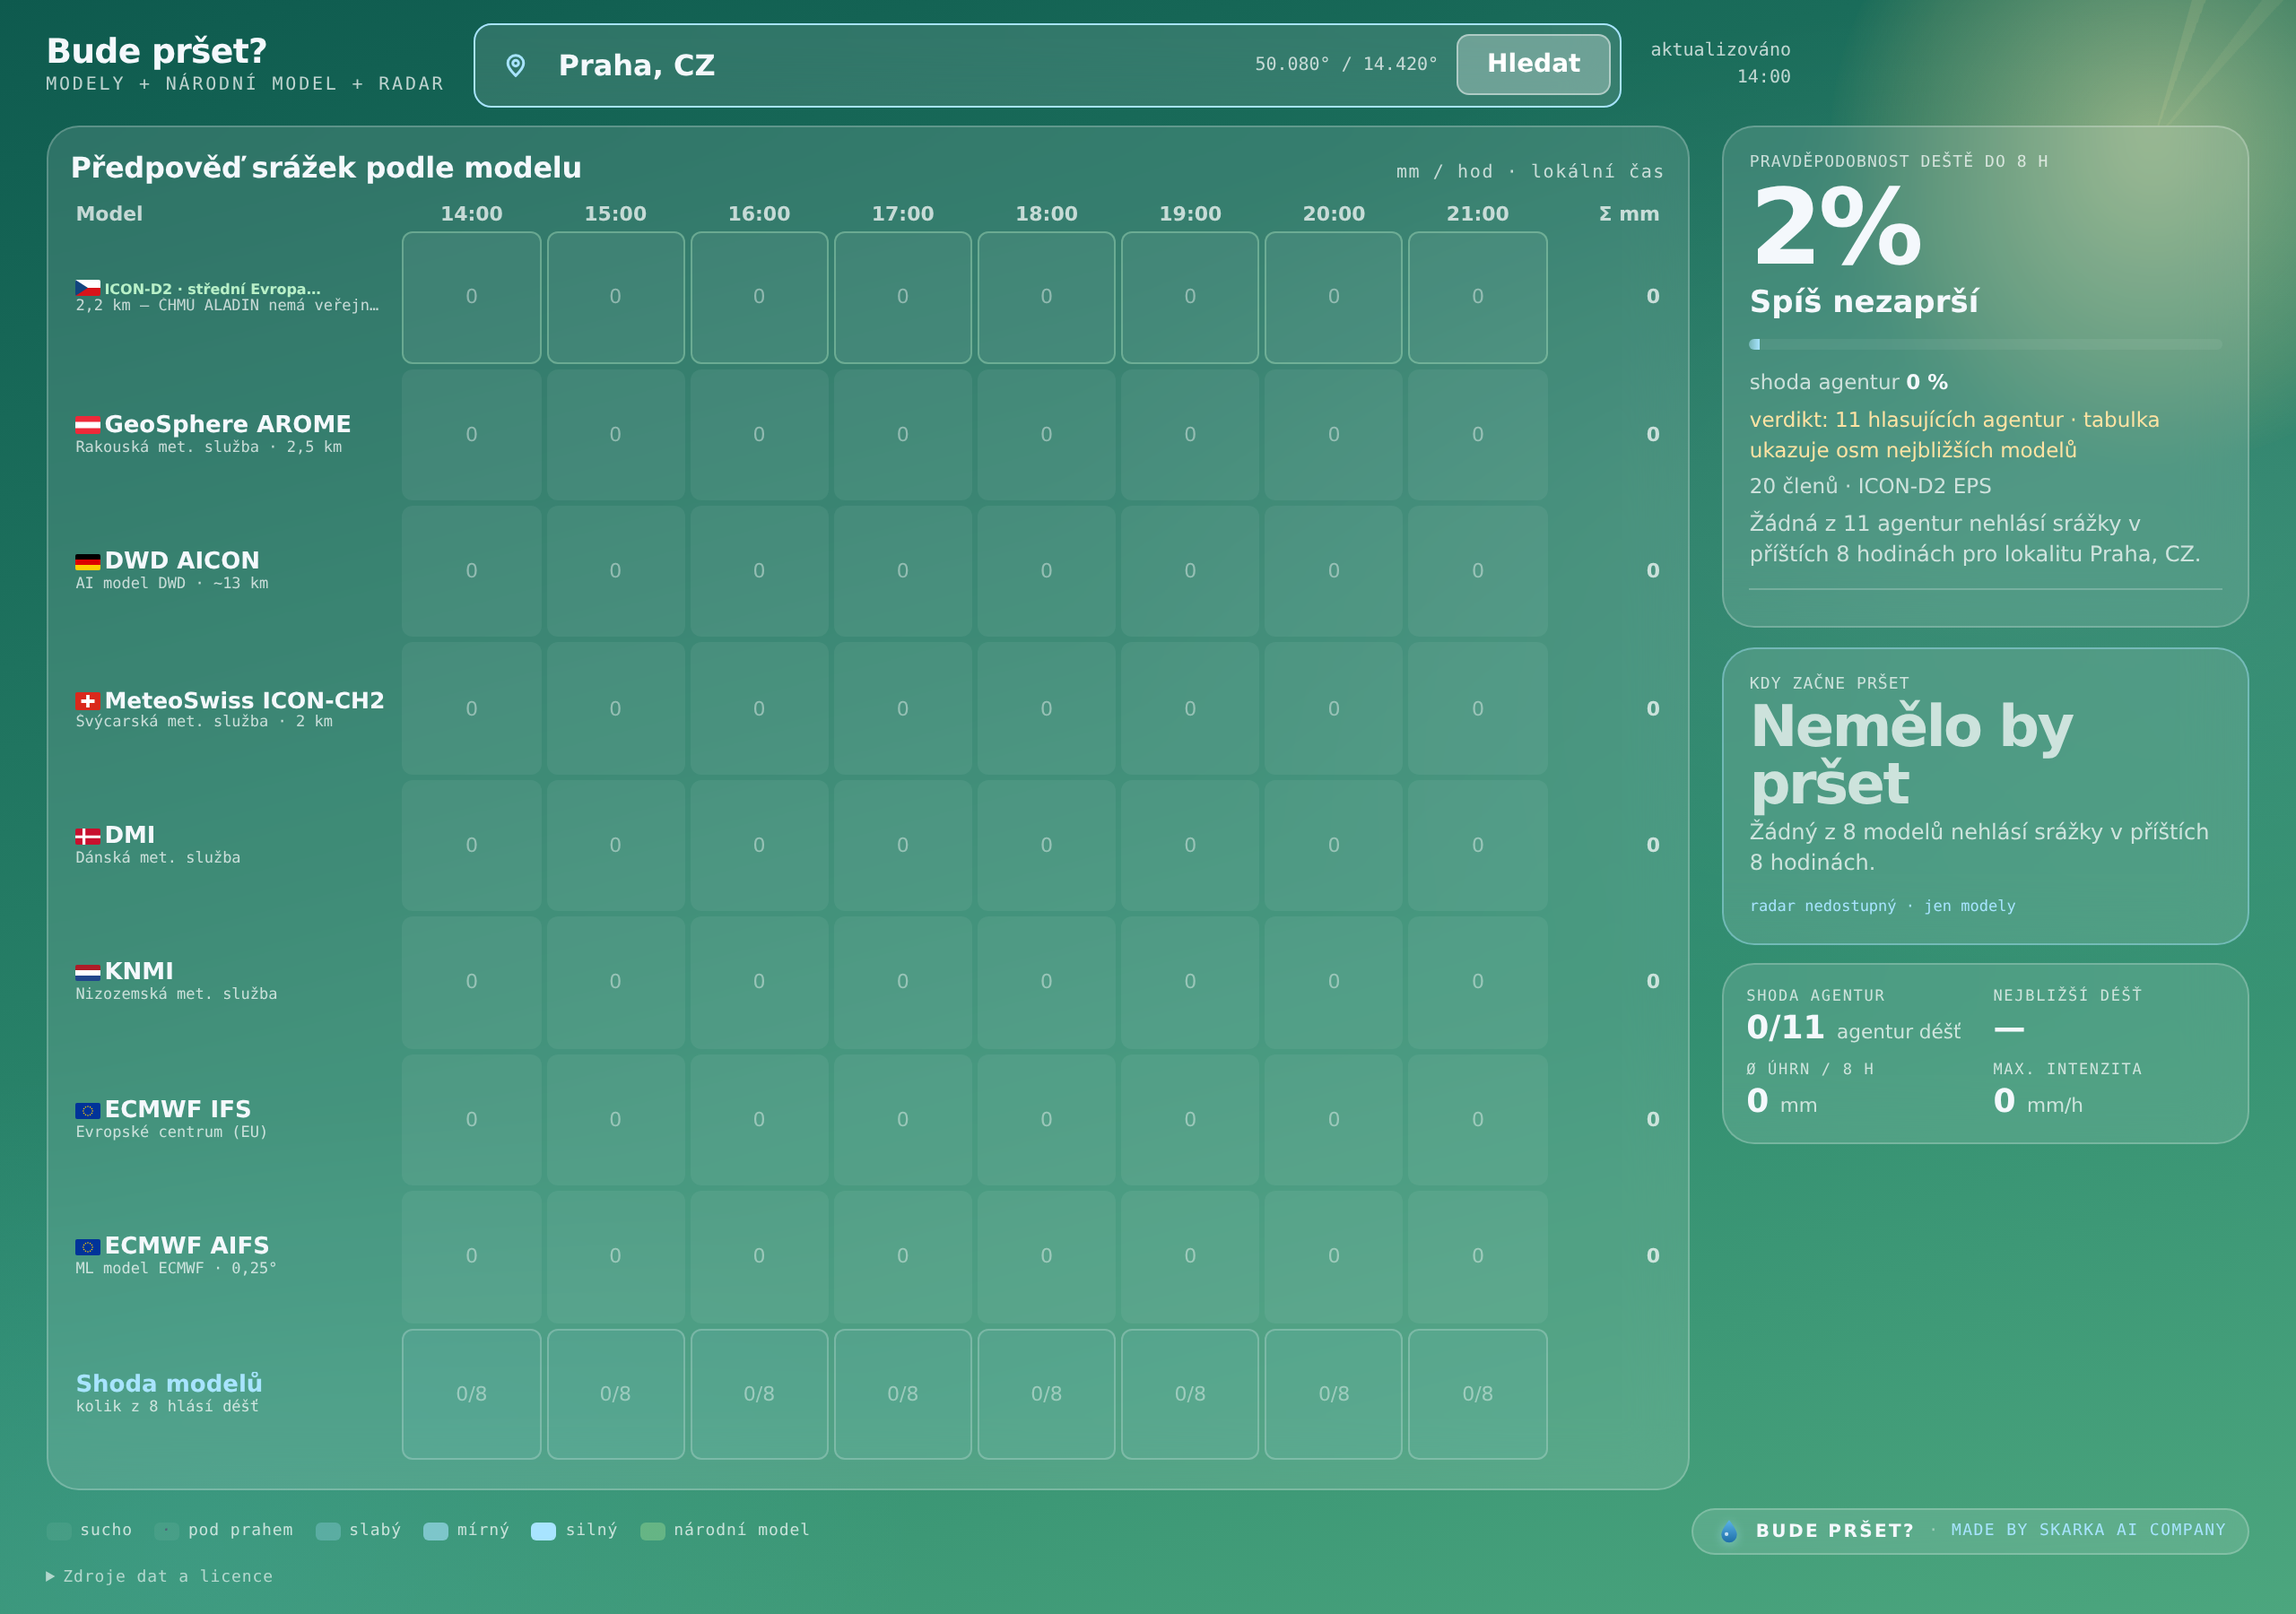 Bude pršet?
MODELY + NÁRODNÍ MODEL + RADAR
Praha, CZ
50.080° / 14.420°
Hledat
aktualizováno
14:00
Předpověď srážek podle modelu
mm / hod · lokální čas
Model 14:00 15:00 16:00 17:00 18:00 19:00 20:00 21:00 Σ mm
ICON-D2 · střední Evropa…
2,2 km — ČHMÚ ALADIN nemá veřejn…
0 0 0 0 0 0 0 0 0
GeoSphere AROME
Rakouská met. služba · 2,5 km
0 0 0 0 0 0 0 0 0
DWD AICON
AI model DWD · ~13 km
0 0 0 0 0 0 0 0 0
MeteoSwiss ICON-CH2
Švýcarská met. služba · 2 km
0 0 0 0 0 0 0 0 0
DMI
Dánská met. služba
0 0 0 0 0 0 0 0 0
KNMI
Nizozemská met. služba
0 0 0 0 0 0 0 0 0
ECMWF IFS
Evropské centrum (EU)
0 0 0 0 0 0 0 0 0
ECMWF AIFS
ML model ECMWF · 0,25°
0 0 0 0 0 0 0 0 0
Shoda modelů
kolik z 8 hlásí déšť
0/8 0/8 0/8 0/8 0/8 0/8 0/8 0/8
PRAVDĚPODOBNOST DEŠTĚ DO 8 H
2%
Spíš nezaprší
shoda agentur 0 %
verdikt: 11 hlasujících agentur · tabulka
ukazuje osm nejbližších modelů
20 členů · ICON-D2 EPS
Žádná z 11 agentur nehlásí srážky v
příštích 8 hodinách pro lokalitu Praha, CZ.
KDY ZAČNE PRŠET
Nemělo by
pršet
Žádný z 8 modelů nehlásí srážky v příštích
8 hodinách.
radar nedostupný · jen modely
SHODA AGENTUR
0/11 agentur déšť
NEJBLIŽŠÍ DÉŠŤ
—
Ø ÚHRN / 8 H
0 mm
MAX. INTENZITA
0 mm/h
sucho · pod prahem slabý mírný silný národní model
BUDE PRŠET? · MADE BY SKARKA AI COMPANY
▶ Zdroje dat a licence